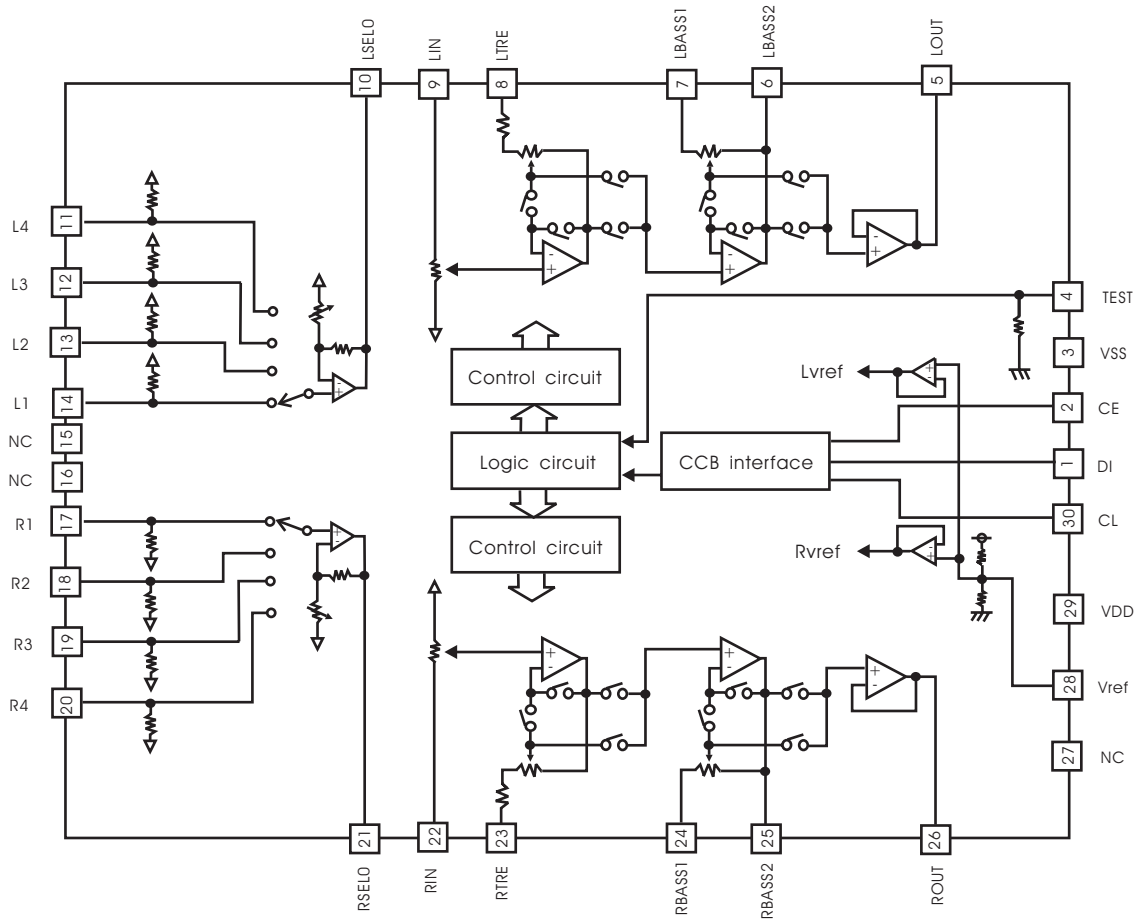 LSELO
LIN
LTRE
LBASS1
LBASS2
LOUT
10
9
8
7
6
5
L4
11
L3
12
L2
13
L1
14
NC
15
NC
16
R1
17
R2
18
R3
19
R4
20
4
TEST
3
VSS
2
CE
1
DI
30
CL
29
VDD
28
Vref
27
NC
Control circuit
Logic circuit
Control circuit
CCB interface
Lvref
Rvref
- +
- +
- +
- +
- +
- +
+ -
+ -
+ -
+ -
21
22
23
24
25
26
RSELO
RIN
RTRE
RBASS1
RBASS2
ROUT